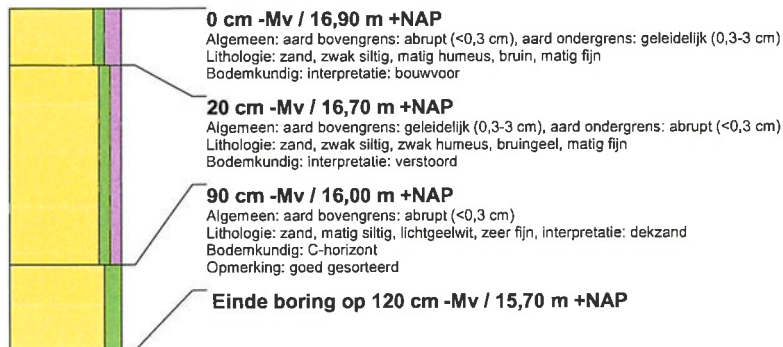 0 cm -Mv / 16,90 m +NAP
Algemeen: aard bovengrens: abrupt (<0,3 cm), aard ondergrens: geleidelijk (0,3-3 cm)
Lithologie: zand, zwak siltig, matig humeus, bruin, matig fijn
Bodemkundig: interpretatie: bouwvoor
20 cm -Mv / 16,70 m +NAP
Algemeen: aard bovengrens: geleidelijk (0,3-3 cm), aard ondergrens: abrupt (<0,3 cm)
Lithologie: zand, zwak siltig, zwak humeus, bruingeel, matig fijn
Bodemkundig: interpretatie: verstoord
90 cm -Mv / 16,00 m +NAP
Algemeen: aard bovengrens: abrupt (<0,3 cm)
Lithologie: zand, matig siltig, lichtgeelwit, zeer fijn, interpretatie: dekzand
Bodemkundig: C-horizont
Opmerking: goed gesorteerd
Einde boring op 120 cm -Mv / 15,70 m +NAP